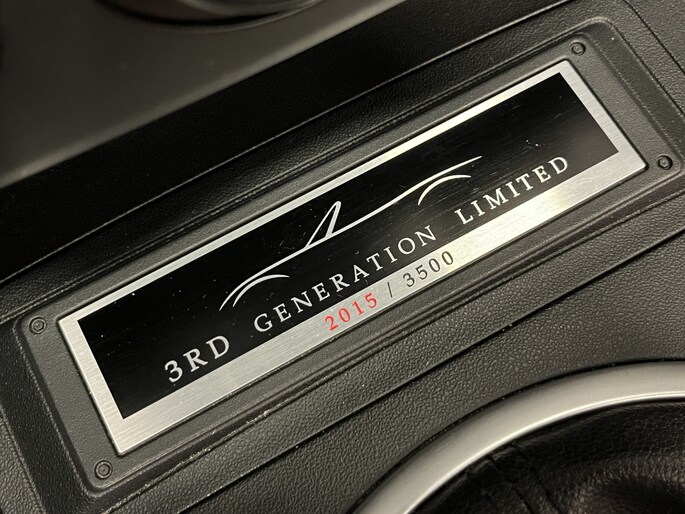 3RD GENERATION LIMITED
2015 / 3500